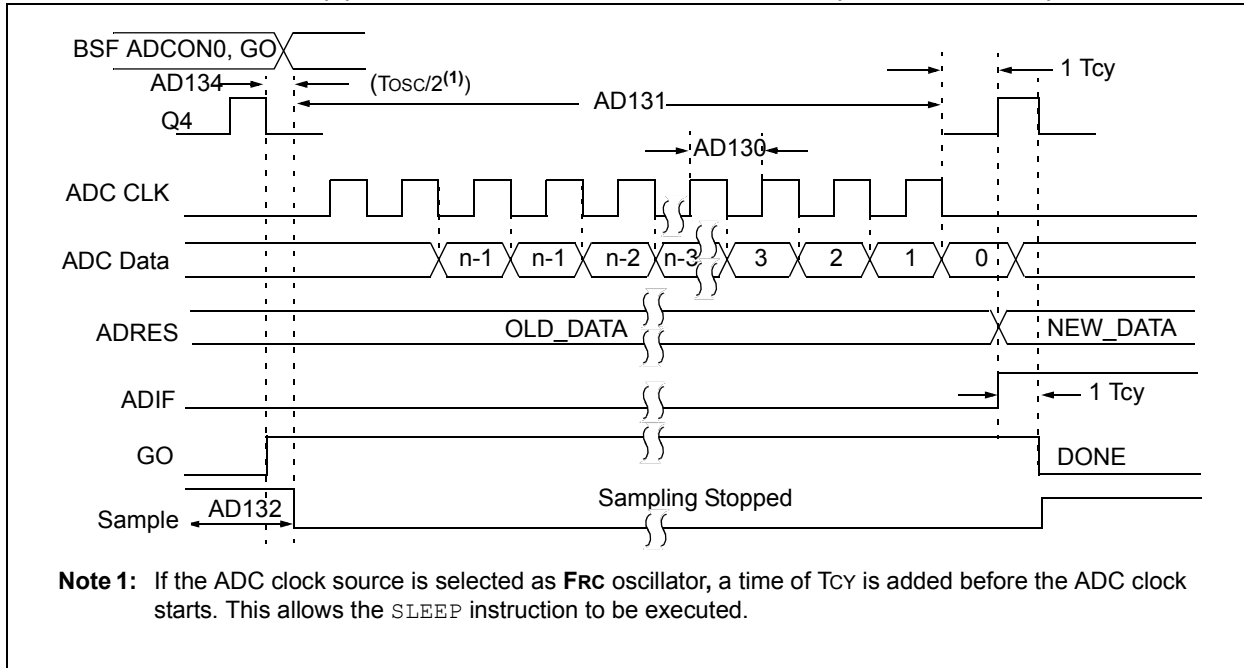 BSF ADCON0, GO
AD134
(TOSC/2(1))
1 TCY
AD131
Q4
AD130
ADC CLK
ADC Data
n-1
n-1
n-2
n-3
3
2
1
0
ADRES
OLD_DATA
NEW_DATA
ADIF
1 TCY
GO
DONE
Sample
AD132
Sampling Stopped
Note 1: If the ADC clock source is selected as FRC oscillator, a time of TCY is added before the ADC clock
starts. This allows the SLEEP instruction to be executed.